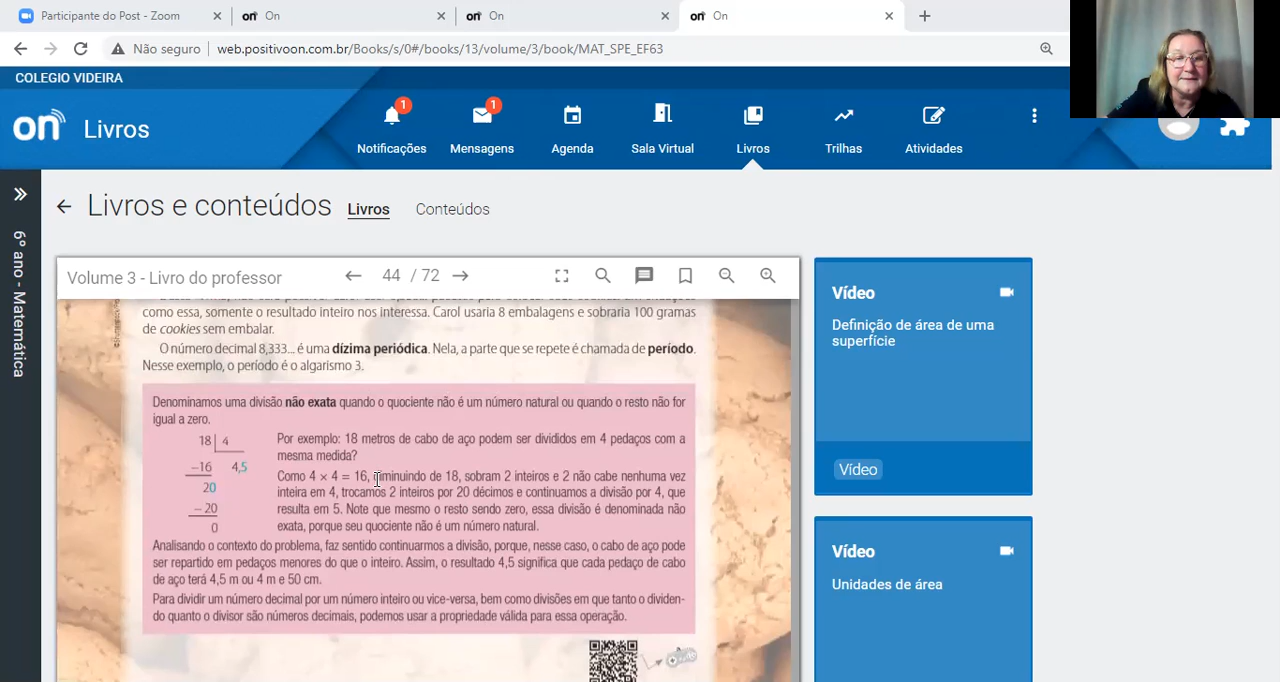 Participante do Post - Zoom
on On
on On
on On
Não seguro web.positivoon.com.br/Books/s/0#/books/13/volume/3/book/MAT_SPE_EF63
COLEGIO VIDEIRA
on Livros
1
1
Notificações Mensagens Agenda Sala Virtual Livros Trilhas Atividades
6º ano - Matemática
Livros e conteúdos Livros Conteúdos
Volume 3 - Livro do professor 44 / 72
como essa, somente o resultado inteiro nos interessa. Carol usaria 8 embalagens e sobraria 100 gramas
de cookies sem embalar.
O número decimal 8,333... é uma dízima periódica. Nela, a parte que se repete é chamada de período.
Nesse exemplo, o período é o algarismo 3.
Denominamos uma divisão não exata quando o quociente não é um número natural ou quando o resto não for
igual a zero.
18 4
–16 4,5
20
– 20
0
Por exemplo: 18 metros de cabo de aço podem ser divididos em 4 pedaços com a
mesma medida?
Como 4 × 4 = 16, diminuindo de 18, sobram 2 inteiros e 2 não cabe nenhuma vez
inteira em 4, trocamos 2 inteiros por 20 décimos e continuamos a divisão por 4, que
resulta em 5. Note que mesmo o resto sendo zero, essa divisão é denominada não
exata, porque seu quociente não é um número natural.
Analisando o contexto do problema, faz sentido continuarmos a divisão, porque, nesse caso, o cabo de aço pode
ser repartido em pedaços menores do que o inteiro. Assim, o resultado 4,5 significa que cada pedaço de cabo
de aço terá 4,5 m ou 4 m e 50 cm.
Para dividir um número decimal por um número inteiro ou vice-versa, bem como divisões em que tanto o dividen-
do quanto o divisor são números decimais, podemos usar a propriedade válida para essa operação.
Vídeo
Definição de área de uma
superfície
Vídeo
Vídeo
Unidades de área